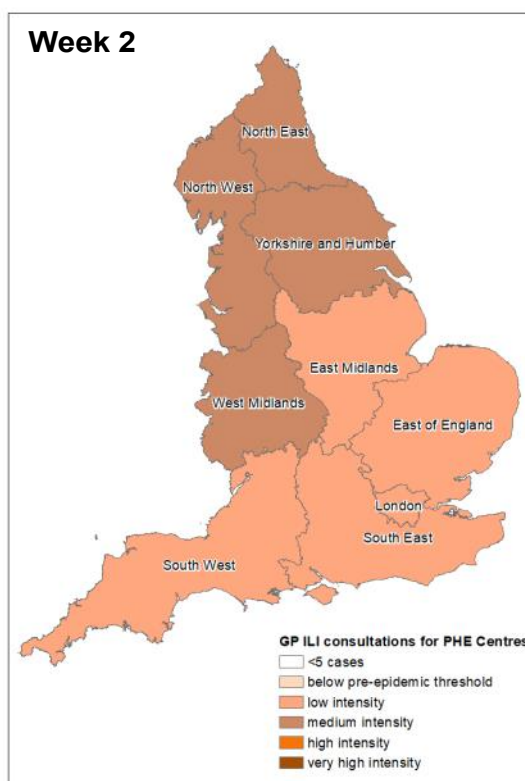 Week 2
North East
North West
Yorkshire and Humber
East Midlands
West Midlands
East of England
London
South East
South West
GP ILI consultations for PHE Centres
<5 cases
below pre-epidemic threshold
low intensity
medium intensity
high intensity
very high intensity